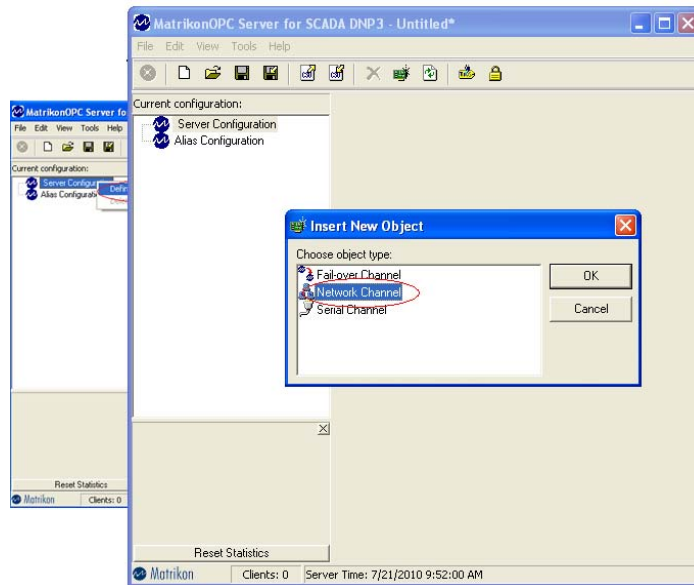 MatrikonOPC Server for SCADA DNP3 - Untitled*
File Edit View Tools Help
Current configuration:
Server Configuration
Alias Configuration
Insert New Object
Choose object type:
Fail-over Channel
Network Channel
Serial Channel
OK
Cancel
Reset Statistics
Matrikon
Clients: 0
Server Time: 7/21/2010 9:52:00 AM
MatrikonOPC Server fo
File Edit View Tools Help
Current configuration:
Server
Alias
Reset Statistics
Matrikon
Clients: 0